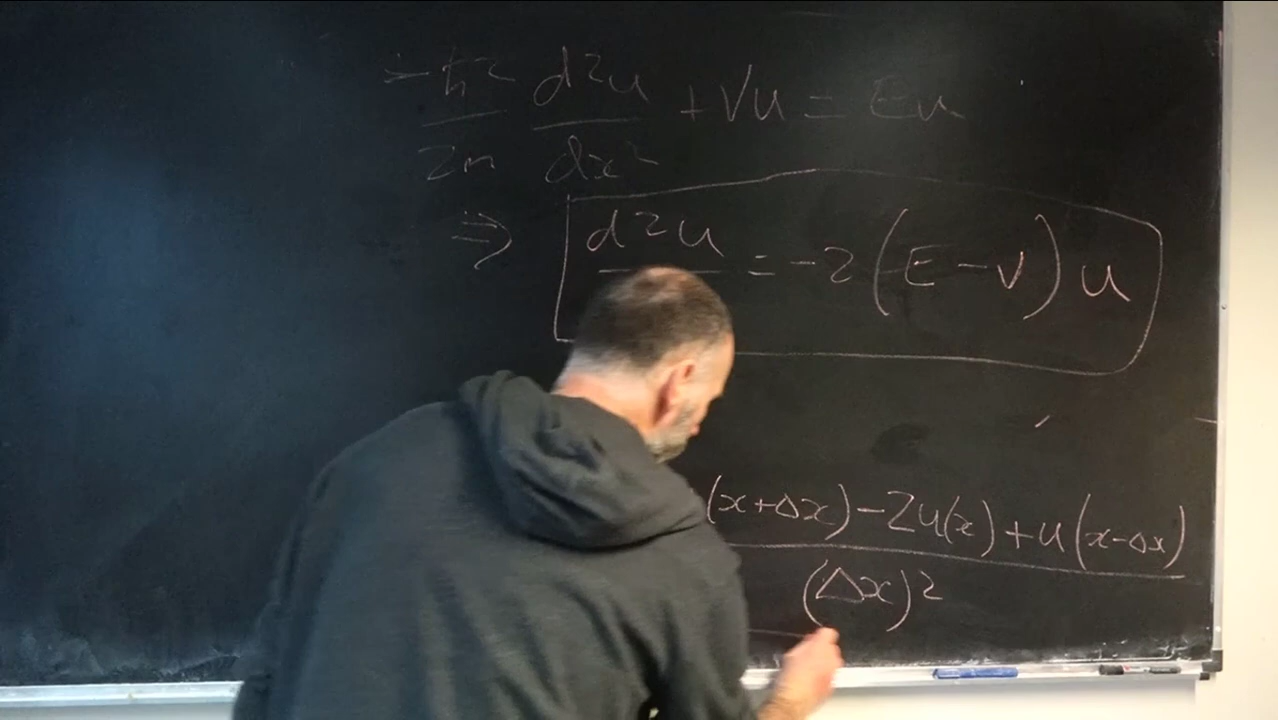 -ħ² d²u + Vu = Eu
2m dx²
⇒ d²u = -2(E-V)u
(x+Δx) - 2u(x) + u(x-Δx)
(Δx)²